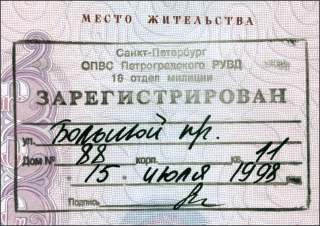 МЕСТО ЖИТЕЛЬСТВА
Санкт-Петербург
СПВС Петроградского РУВД
18 отдел милиции
ЗАРЕГИСТРИРОВАН
ул. Большой пр.
Дом № 88 корп. кв. 11
15 июля 1998
Подпись